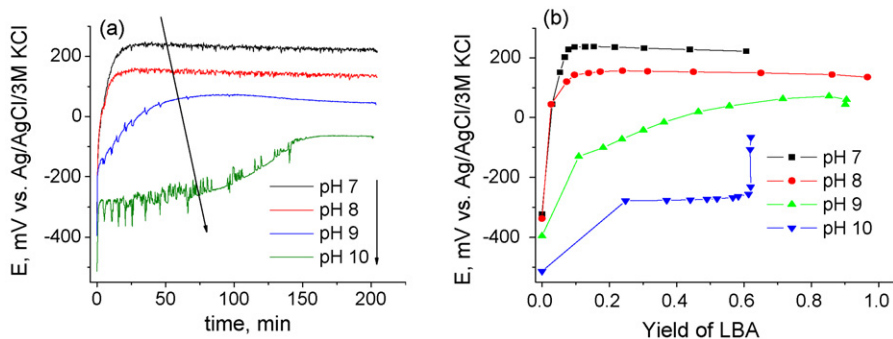 (a)
E, mV vs. Ag/AgCl/3M KCl
200
0
-200
-400
pH 7
pH 8
pH 9
pH 10
0 50 100 150 200
time, min
(b)
E, mV vs. Ag/AgCl/3M KCl
200
0
-200
-400
pH 7
pH 8
pH 9
pH 10
0.0 0.2 0.4 0.6 0.8 1.0
Yield of LBA